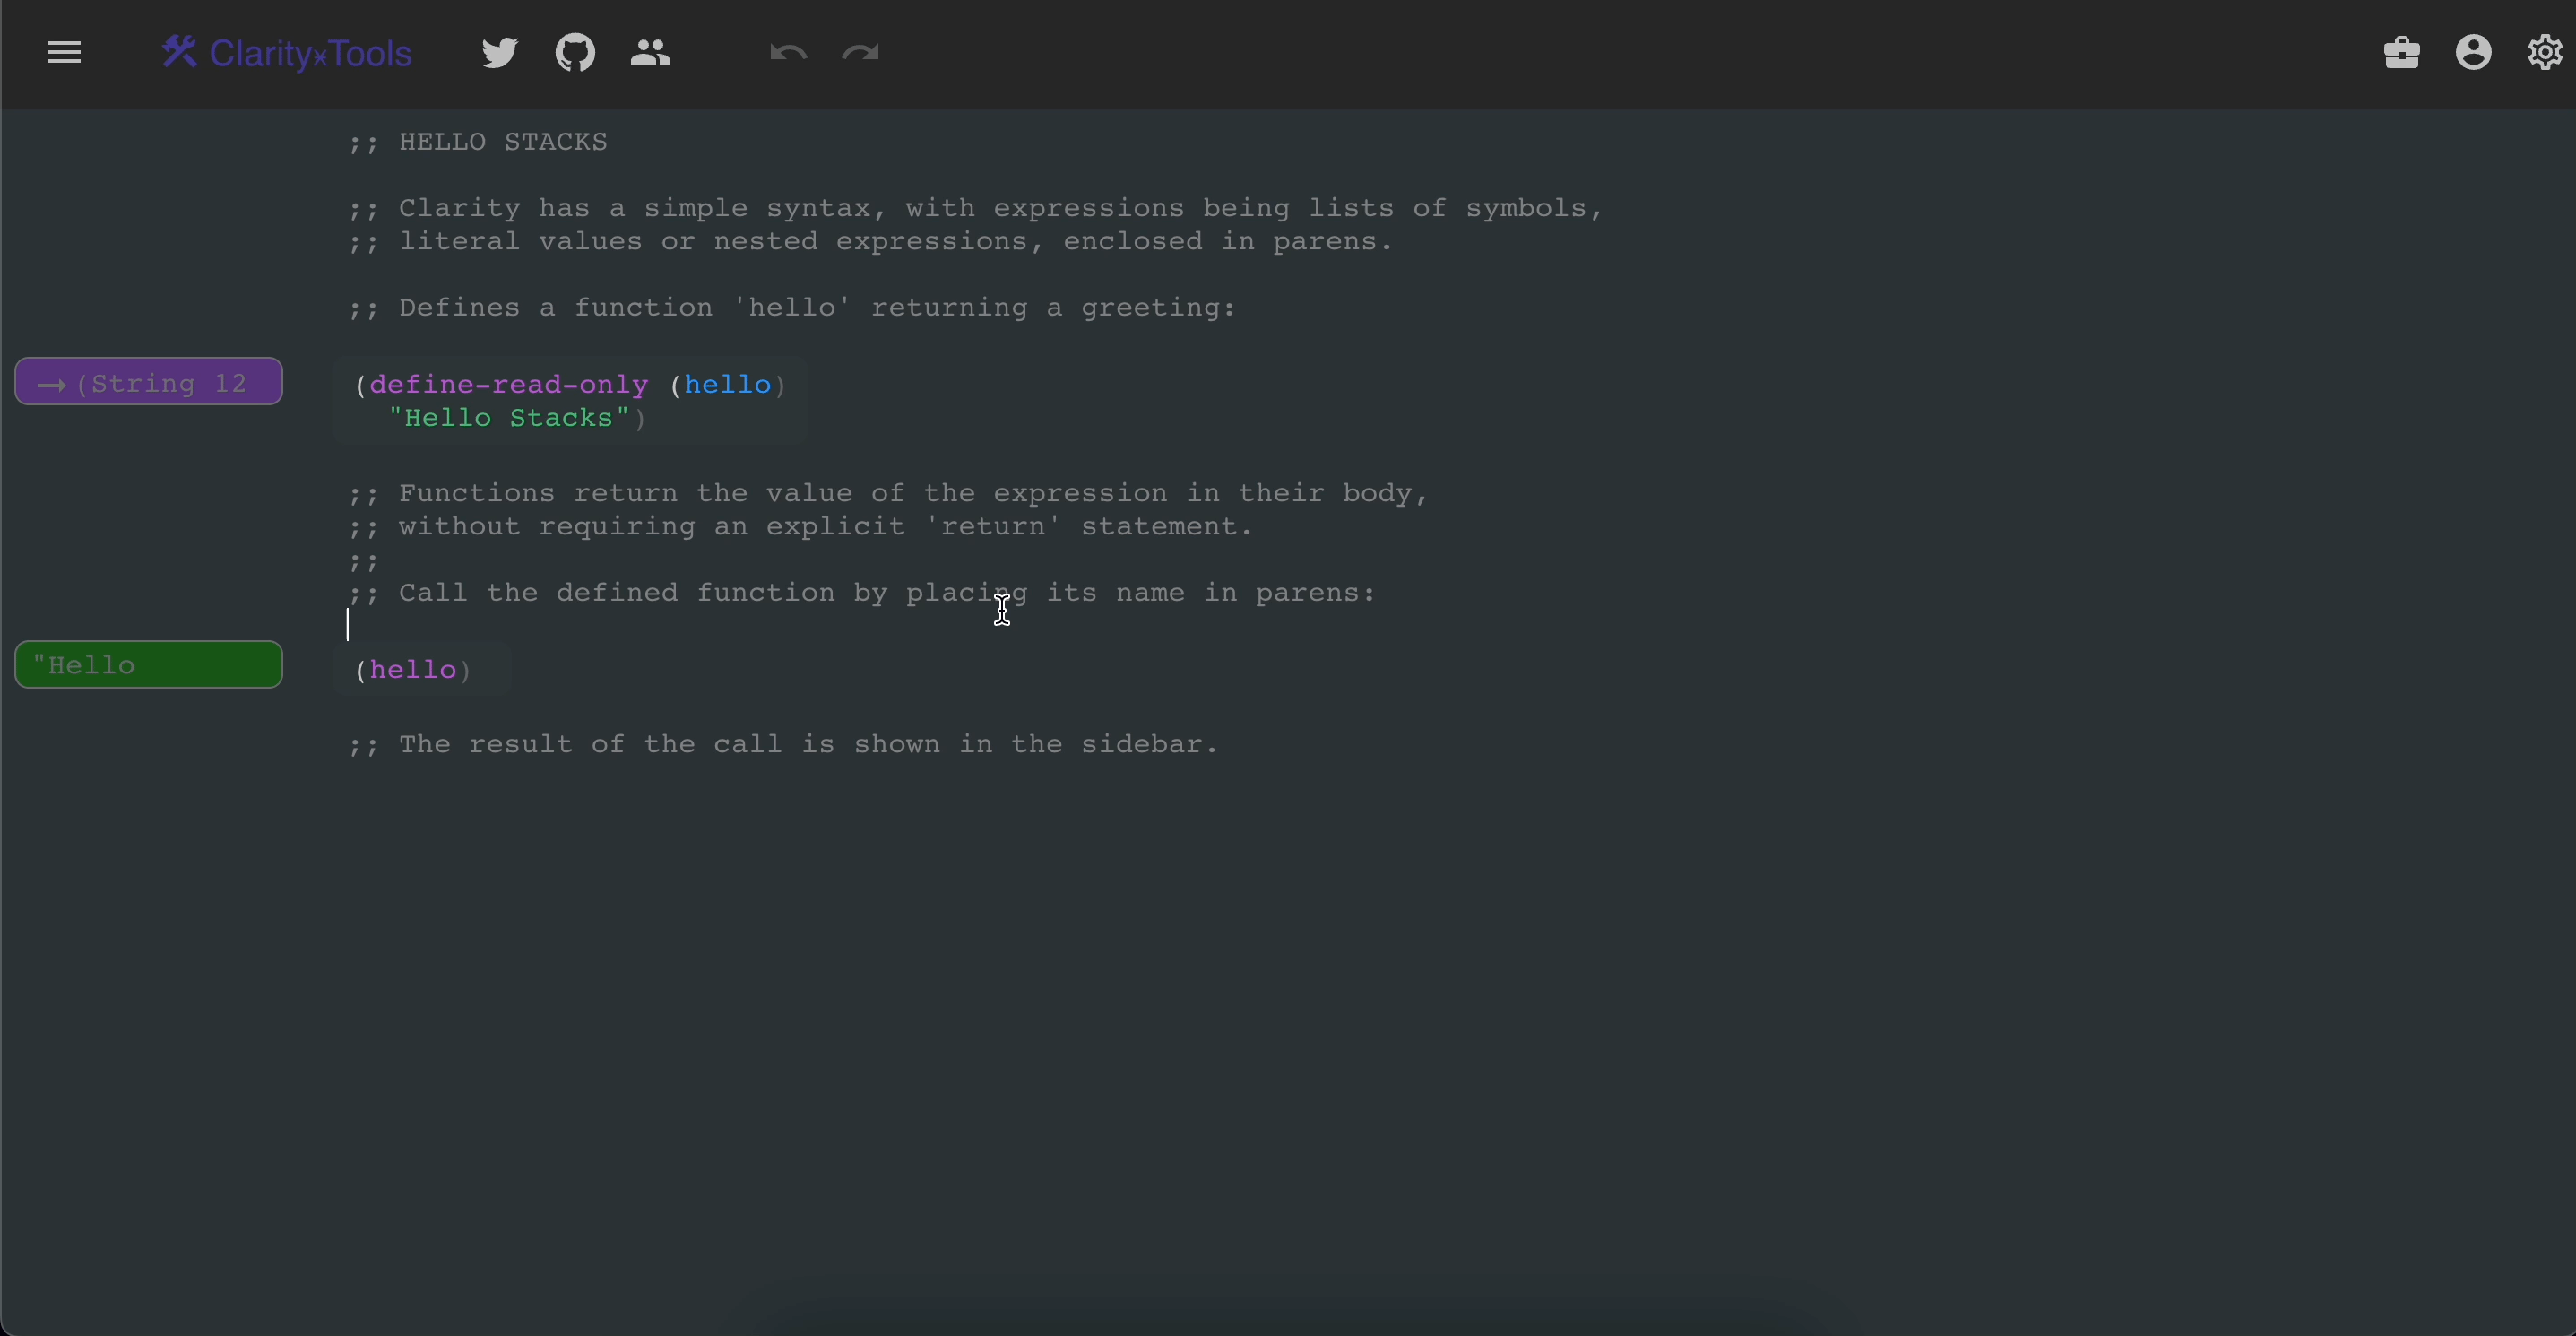 Clarity⚹Tools
;; HELLO STACKS
;; Clarity has a simple syntax, with expressions being lists of symbols,
;; literal values or nested expressions, enclosed in parens.
;; Defines a function 'hello' returning a greeting:
→(String 12
(define-read-only (hello)
"Hello Stacks")
;; Functions return the value of the expression in their body,
;; without requiring an explicit 'return' statement.
;;
;; Call the defined function by placing its name in parens:
"Hello
(hello)
;; The result of the call is shown in the sidebar.